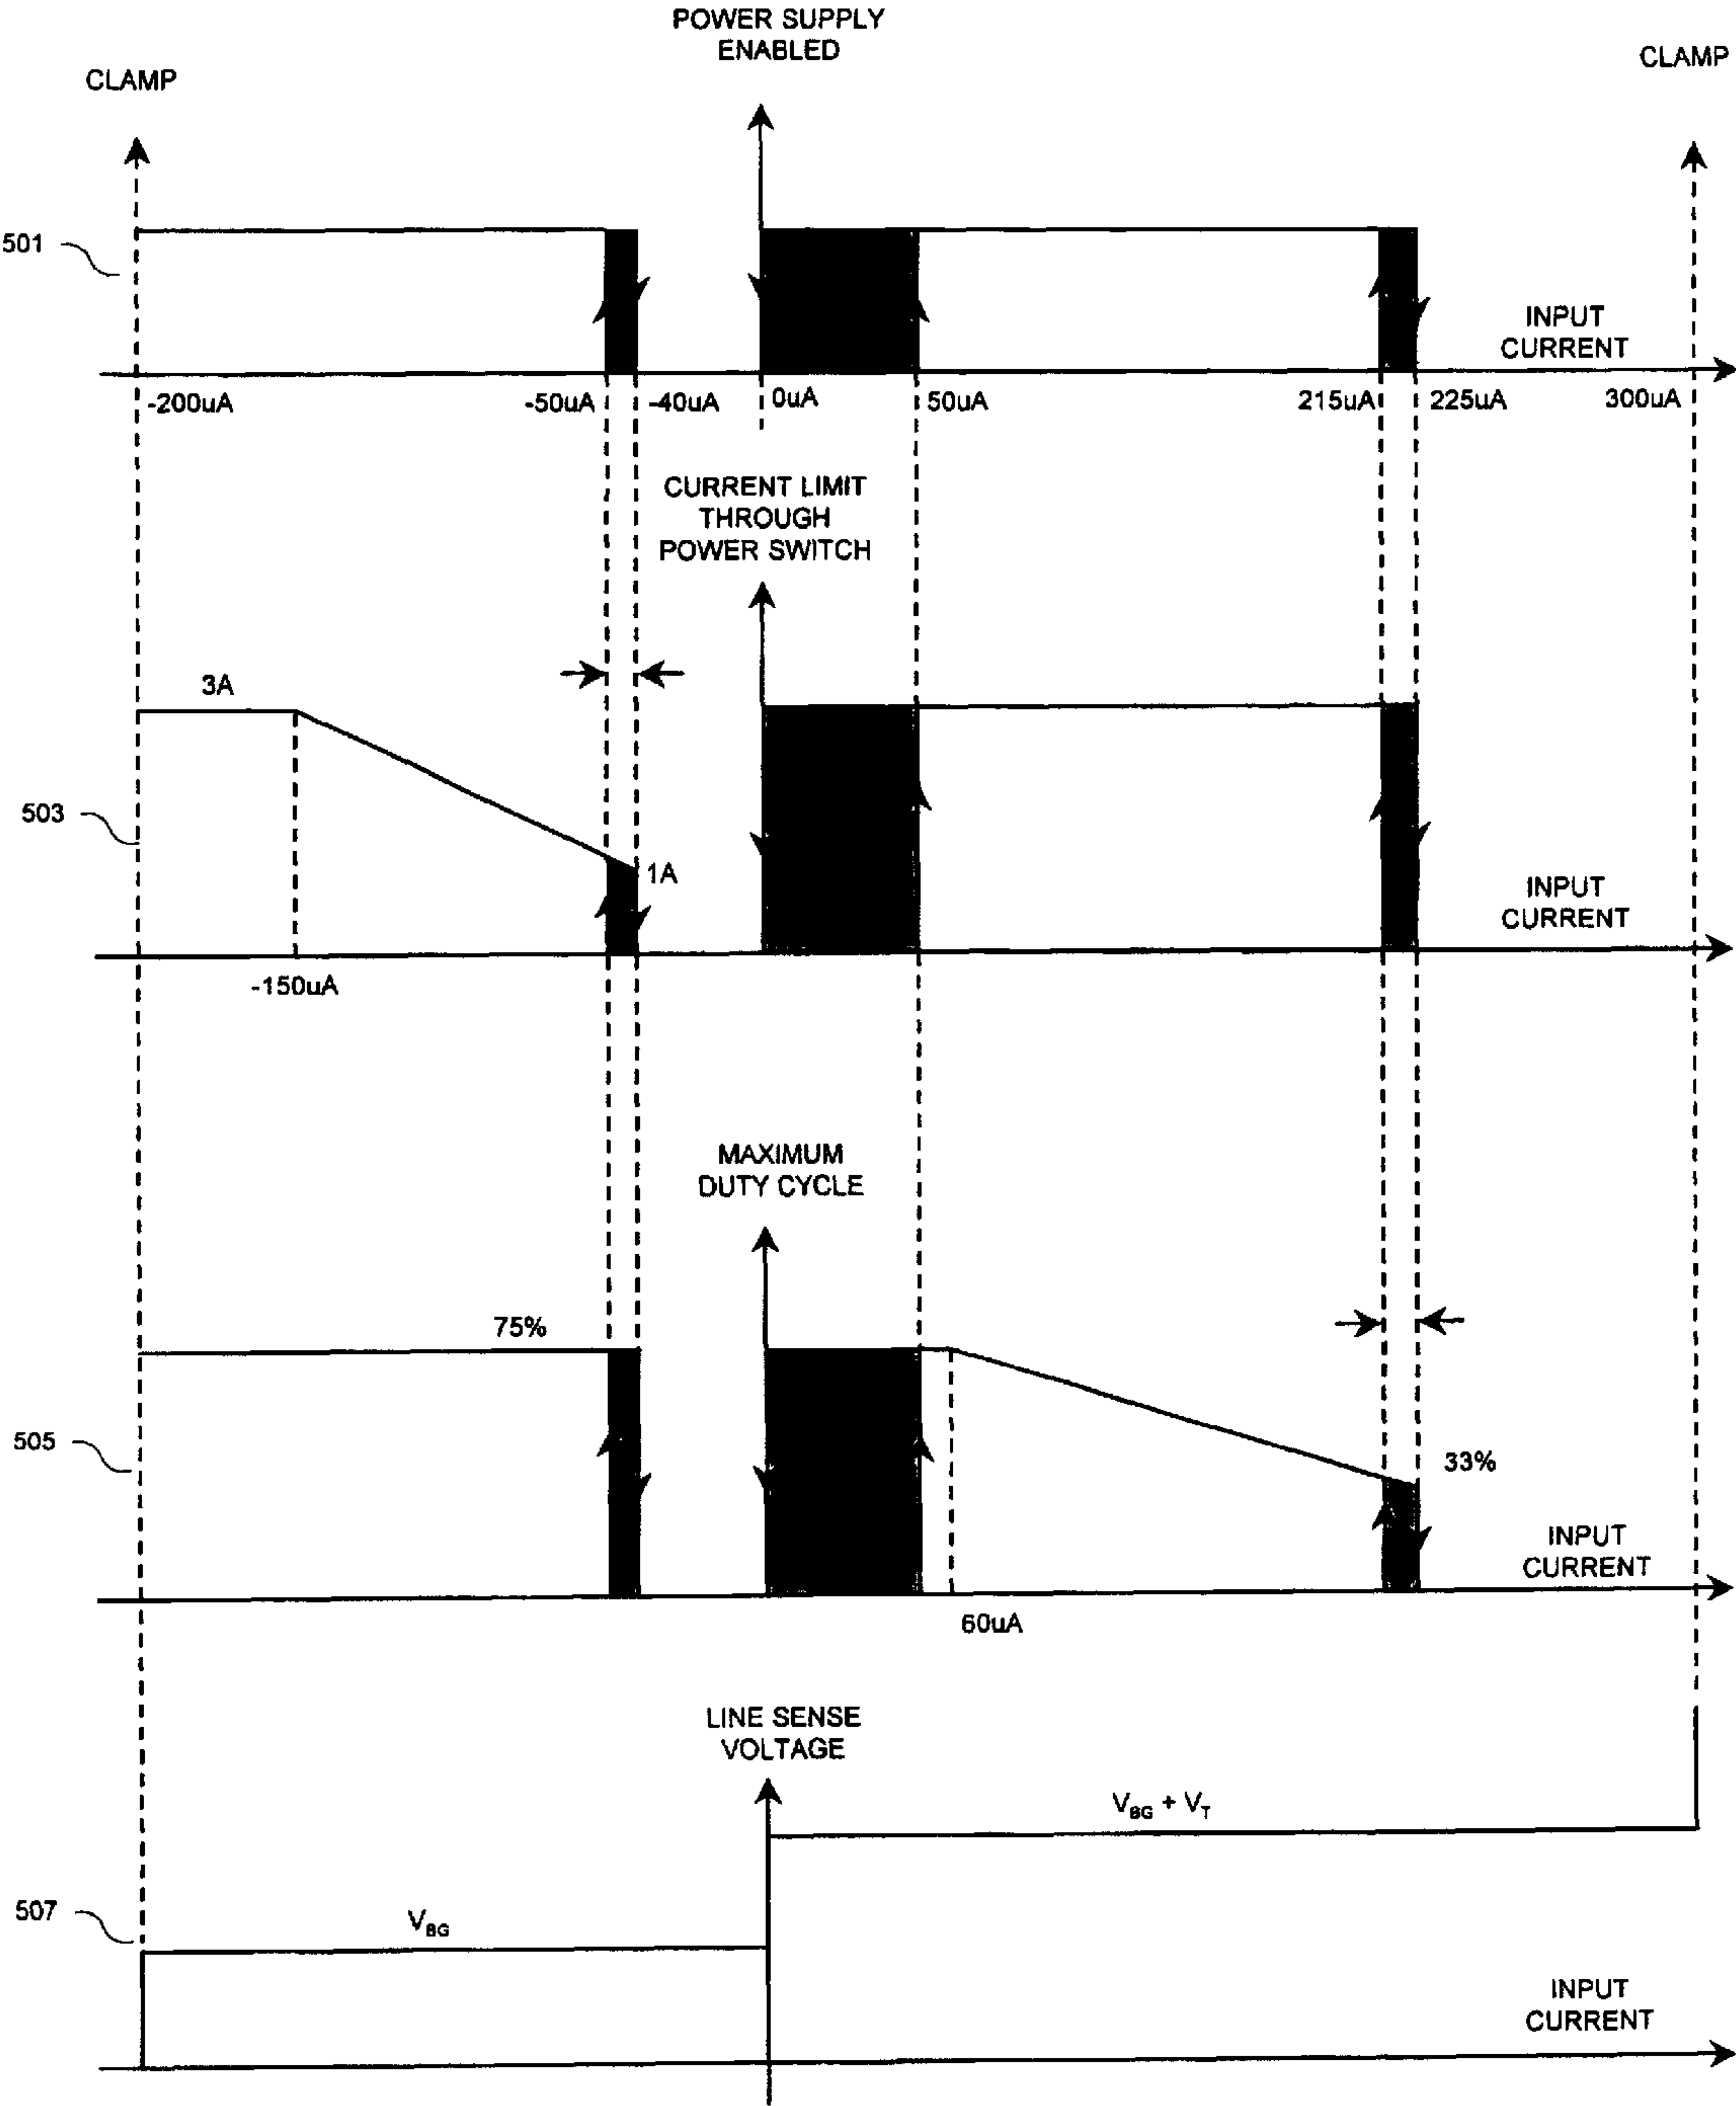 POWER SUPPLY
ENABLED
CLAMP
CLAMP
501
INPUT
CURRENT
-200uA
-50uA
-40uA
0uA
50uA
215uA
225uA
300uA
CURRENT LIMIT
THROUGH
POWER SWITCH
3A
503
1A
INPUT
CURRENT
-150uA
MAXIMUM
DUTY CYCLE
75%
505
33%
INPUT
CURRENT
60uA
LINE SENSE
VOLTAGE
VBG + VT
507
VBG
INPUT
CURRENT